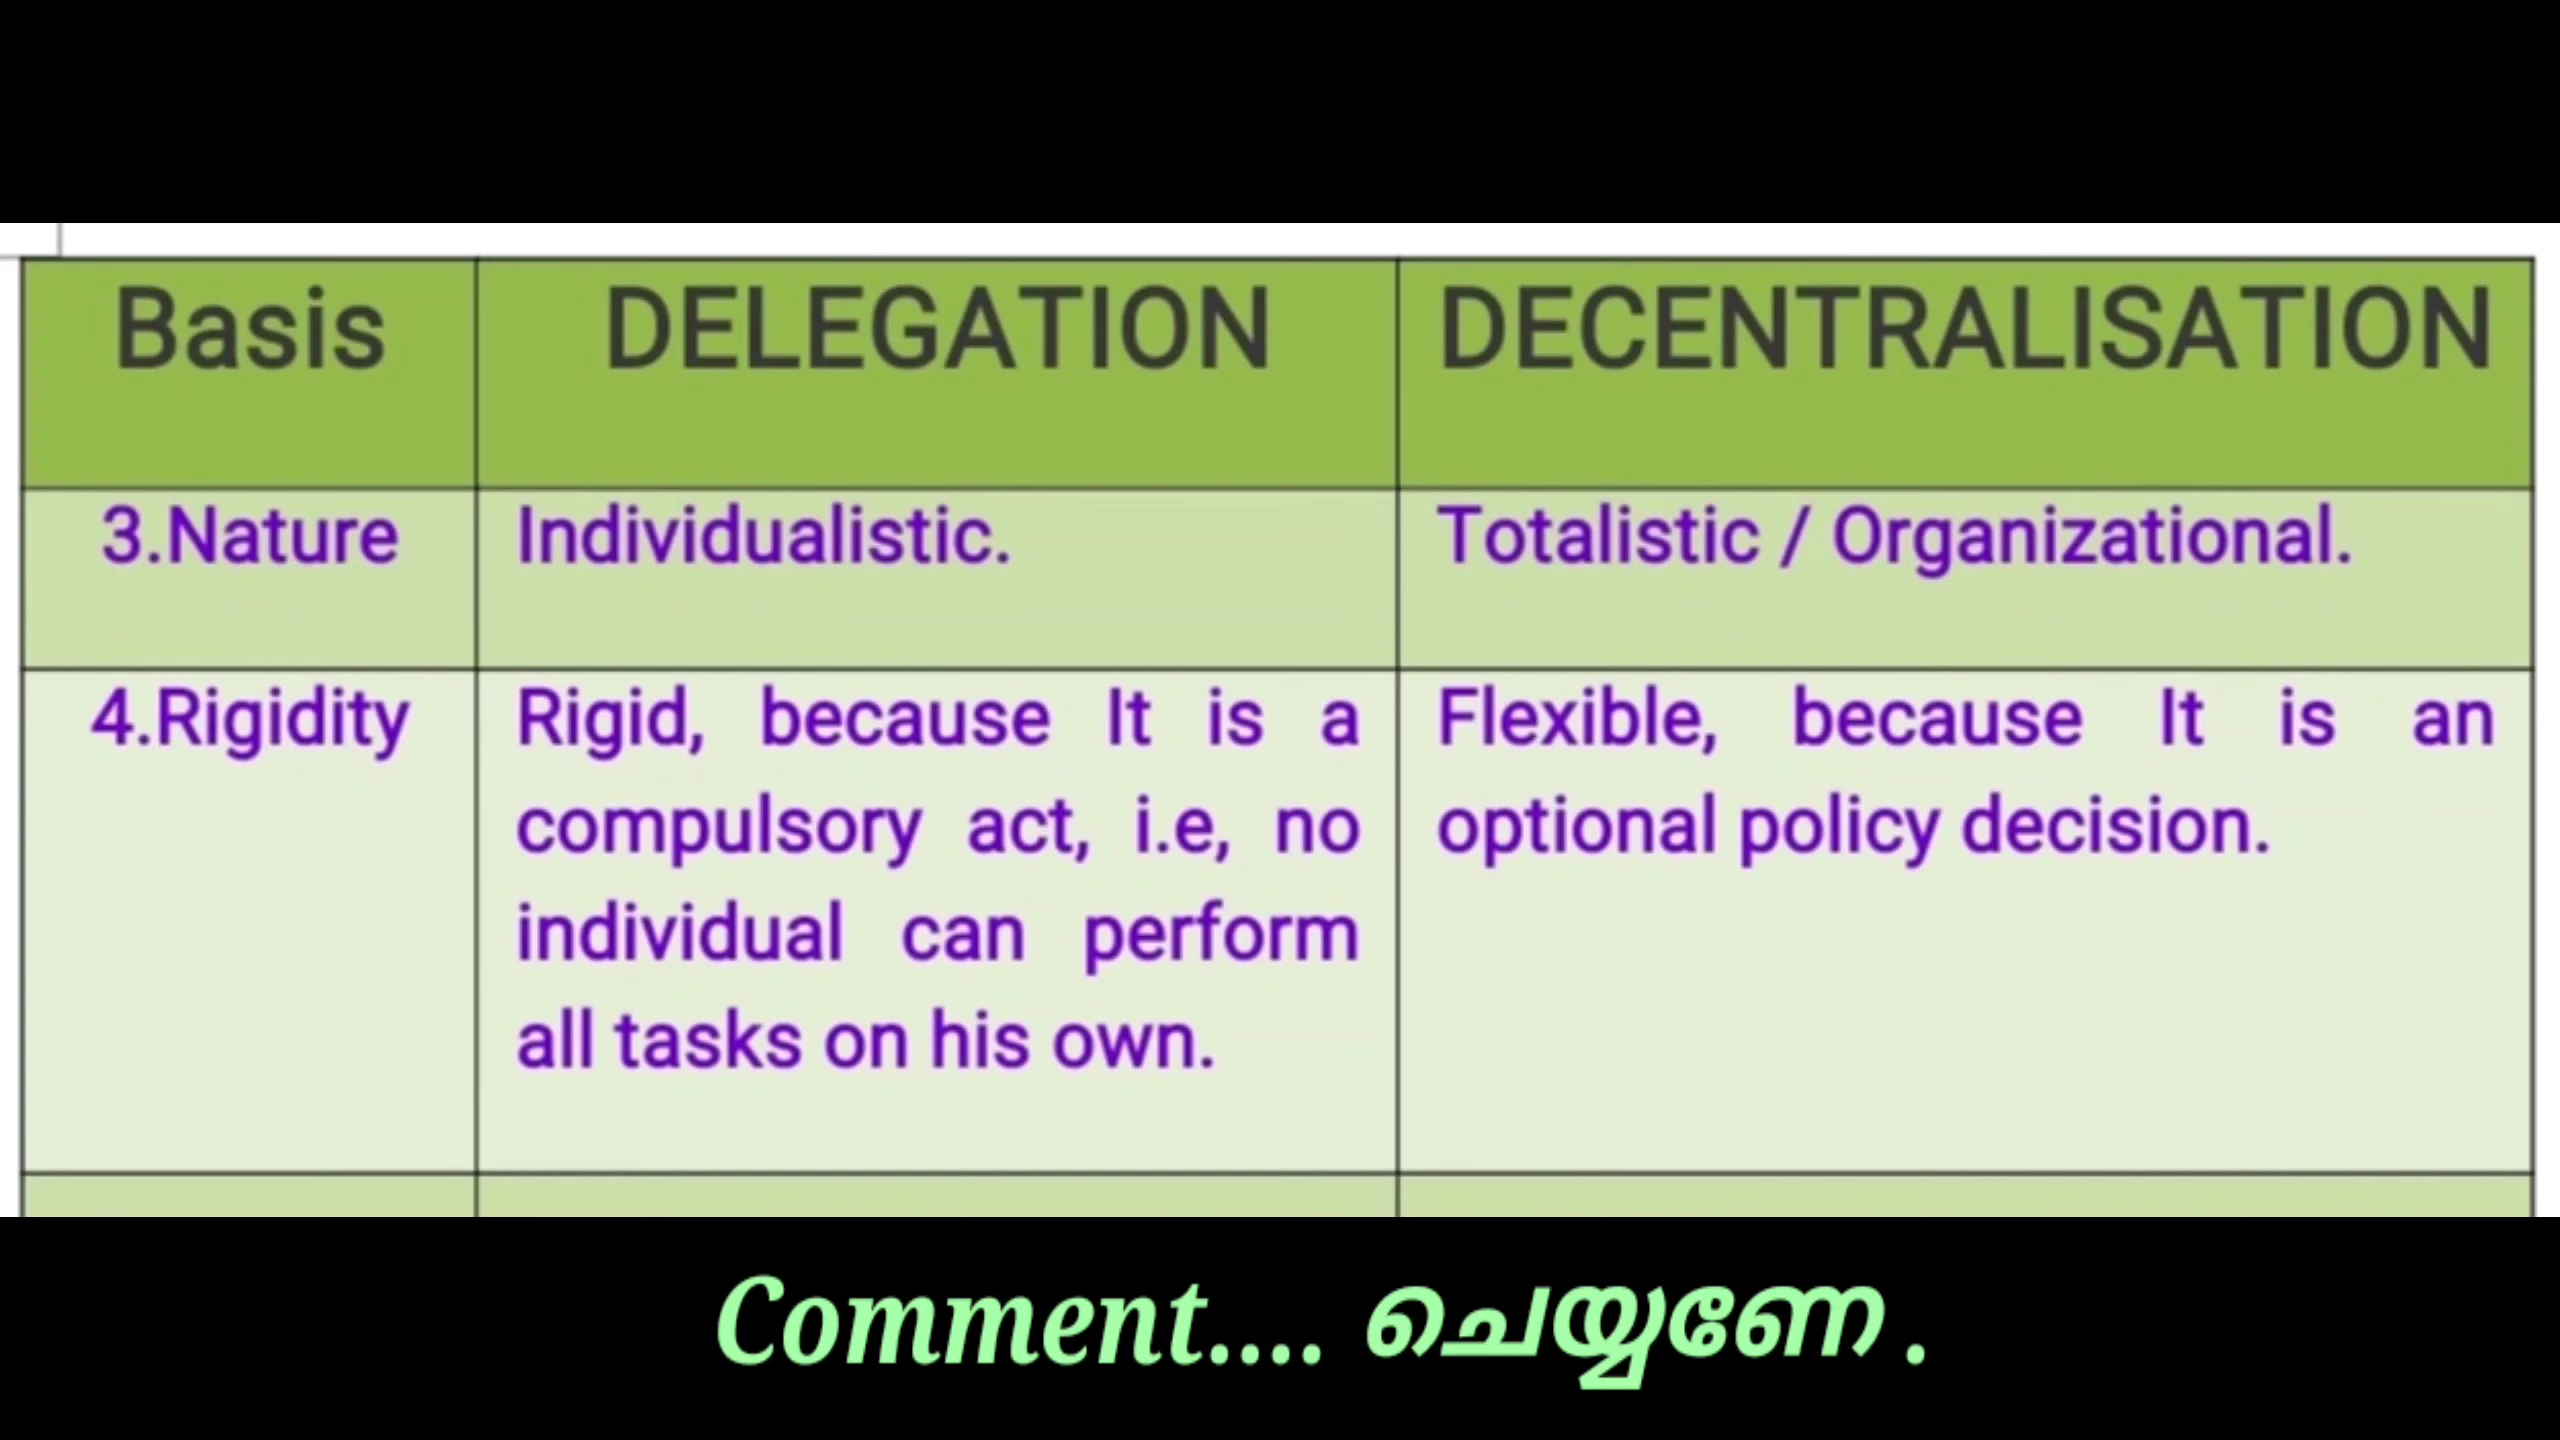 Basis DELEGATION DECENTRALISATION
3.Nature Individualistic. Totalistic / Organizational.
4.Rigidity Rigid, because It is a Flexible, because It is an
compulsory act, i.e, no optional policy decision.
individual can perform
all tasks on his own.
Comment.... ചെയ്യണേ .